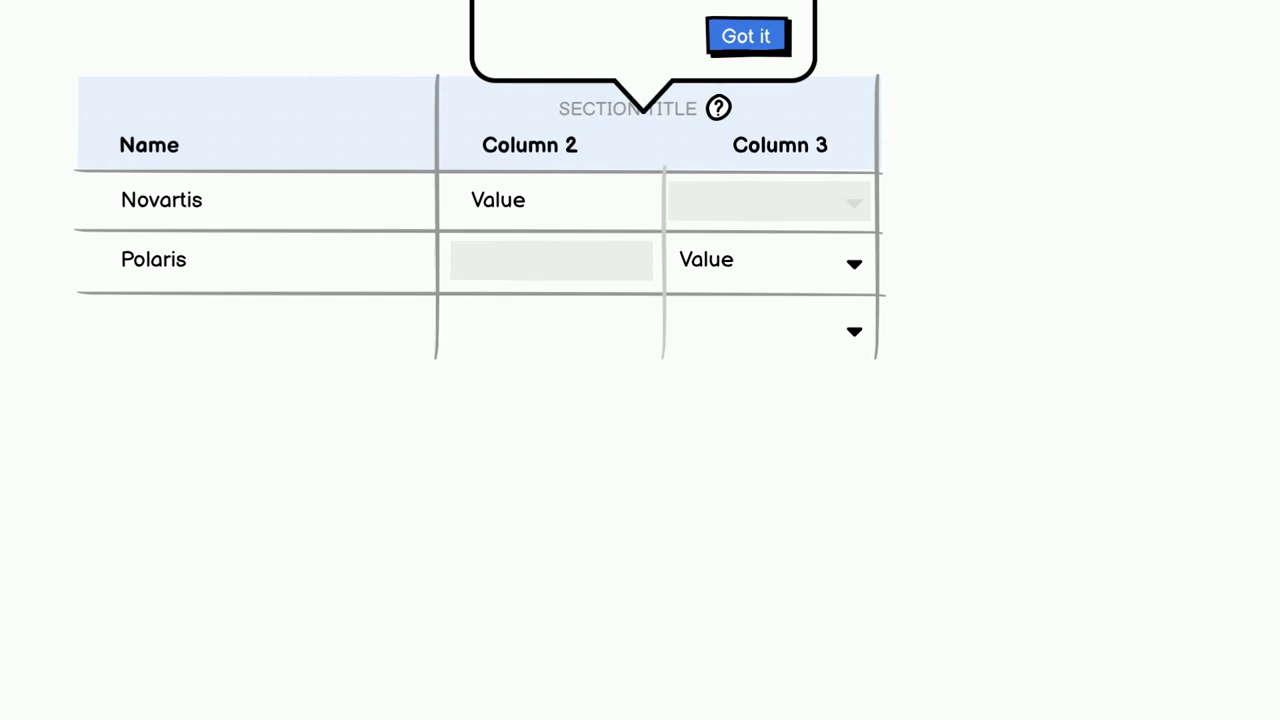 Got it
SECTION TITLE ?
Name Column 2 Column 3
Novartis Value
Polaris Value